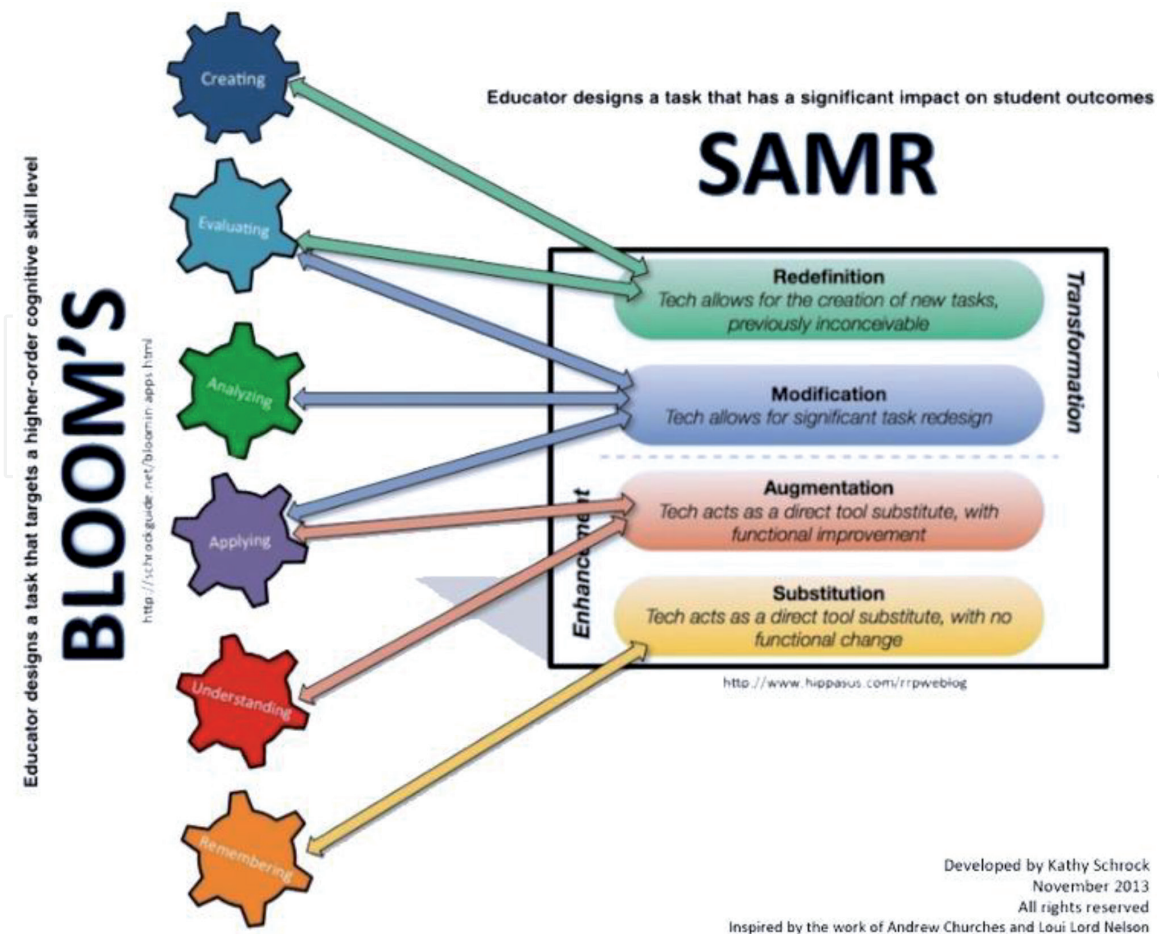 Educator designs a task that targets a higher-order cognitive skill level
BLOOM'S
http://schrockguide.net/bloomin-apps.html
Creating
Evaluating
Analyzing
Applying
Understanding
Remembering
Educator designs a task that has a significant impact on student outcomes
SAMR
Redefinition
Tech allows for the creation of new tasks,
previously inconceivable
Modification
Tech allows for significant task redesign
Transformation
Augmentation
Tech acts as a direct tool substitute, with
functional improvement
Substitution
Tech acts as a direct tool substitute, with no
functional change
Enhancement
http://www.hippasus.com/rrpweblog
Developed by Kathy Schrock
November 2013
All rights reserved
Inspired by the work of Andrew Churches and Loui Lord Nelson